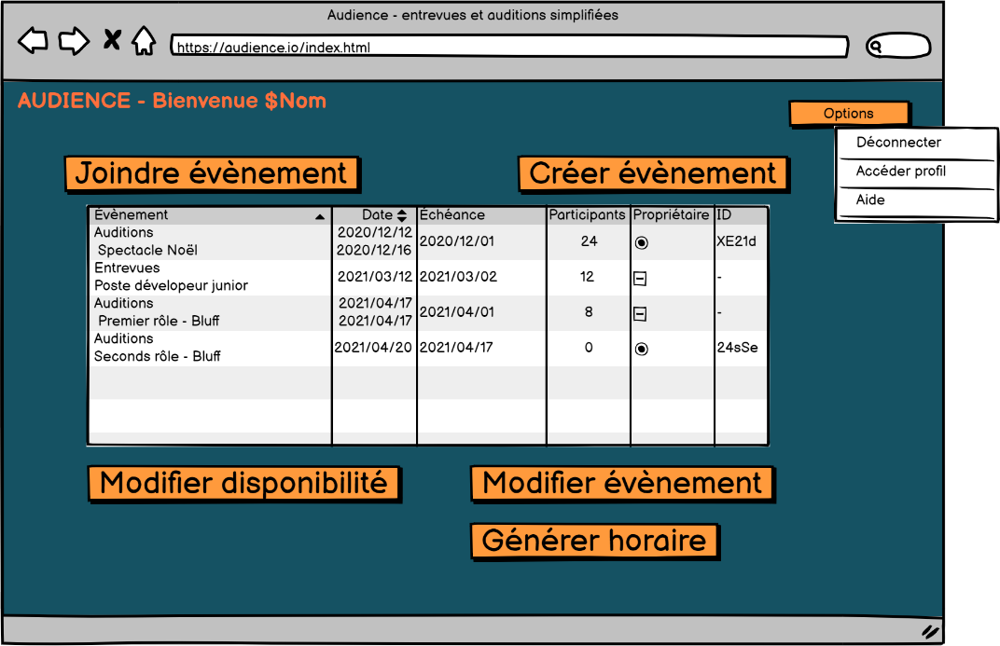 Audience - entrevues et auditions simplifiées
https://audience.io/index.html
AUDIENCE - Bienvenue $Nom
Options
Déconnecter
Accéder profil
Aide
Joindre évènement
Créer évènement
Évènement Date Échéance Participants Propriétaire ID
Auditions 2020/12/12
Spectacle Noël 2020/12/16 2020/12/01 24 XE21d
Entrevues
Poste dévelopeur junior 2021/03/12 2021/03/02 12 -
Auditions 2021/04/17
Premier rôle - Bluff 2021/04/17 2021/04/01 8 -
Auditions
Seconds rôle - Bluff 2021/04/20 2021/04/17 0 24sSe
Modifier disponibilité
Modifier évènement
Générer horaire